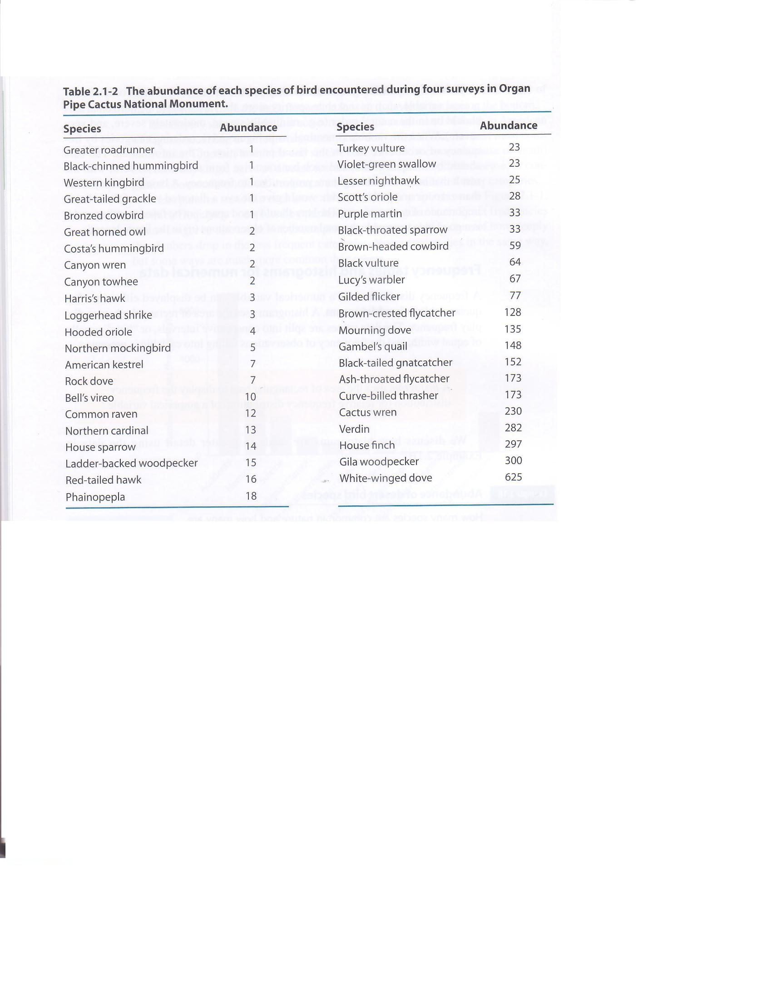 Table 2.1-2 The abundance of each species of bird encountered during four surveys in Organ
Pipe Cactus National Monument.
Species Abundance Species Abundance
Greater roadrunner 1 Turkey vulture 23
Black-chinned hummingbird 1 Violet-green swallow 23
Western kingbird 1 Lesser nighthawk 25
Great-tailed grackle 1 Scott's oriole 28
Bronzed cowbird 1 Purple martin 33
Great horned owl 2 Black-throated sparrow 33
Costa's hummingbird 2 Brown-headed cowbird 59
Canyon wren 2 Black vulture 64
Canyon towhee 2 Lucy's warbler 67
Harris's hawk 3 Gilded flicker 77
Loggerhead shrike 3 Brown-crested flycatcher 128
Hooded oriole 4 Mourning dove 135
Northern mockingbird 5 Gambel's quail 148
American kestrel 7 Black-tailed gnatcatcher 152
Rock dove 7 Ash-throated flycatcher 173
Bell's vireo 10 Curve-billed thrasher 173
Common raven 12 Cactus wren 230
Northern cardinal 13 Verdin 282
House sparrow 14 House finch 297
Ladder-backed woodpecker 15 Gila woodpecker 300
Red-tailed hawk 16 White-winged dove 625
Phainopepla 18